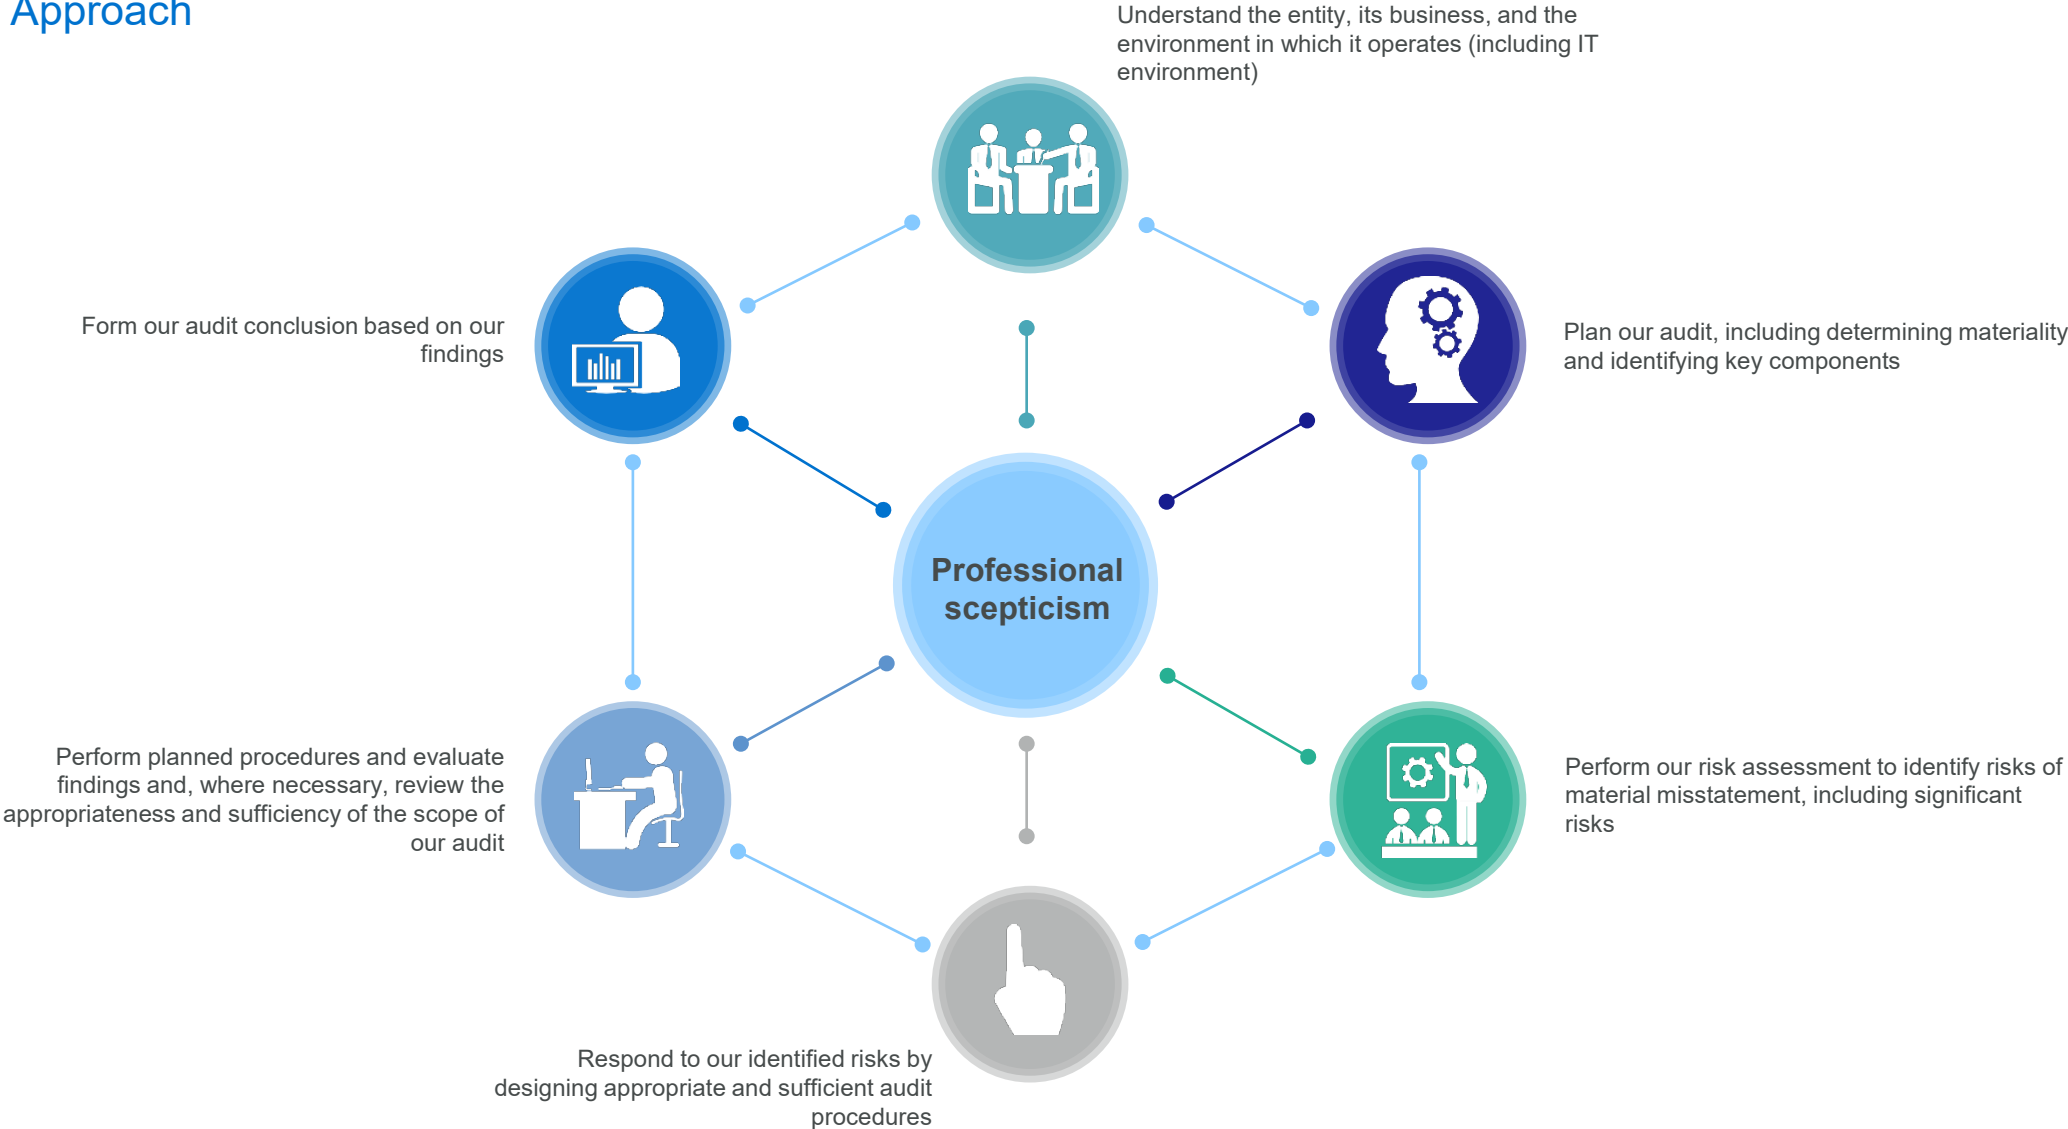 Approach
Understand the entity, its business, and the
environment in which it operates (including IT
environment)
Plan our audit, including determining materiality
and identifying key components
Perform our risk assessment to identify risks of
material misstatement, including significant
risks
Respond to our identified risks by
designing appropriate and sufficient audit
procedures
Perform planned procedures and evaluate
findings and, where necessary, review the
appropriateness and sufficiency of the scope of
our audit
Form our audit conclusion based on our
findings
Professional
scepticism